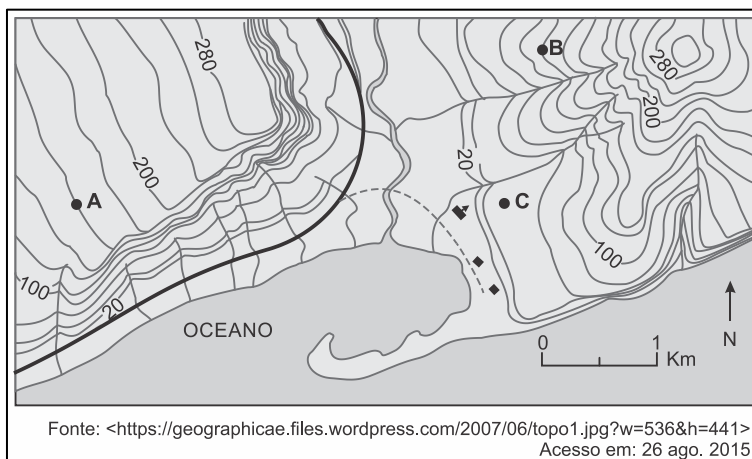 280
B
280
200
20
200
A
C
100
100
20
OCEANO
N
0 1
Km
Fonte: <https://geographicae.files.wordpress.com/2007/06/topo1.jpg?w=536&h=441>
Acesso em: 26 ago. 2015